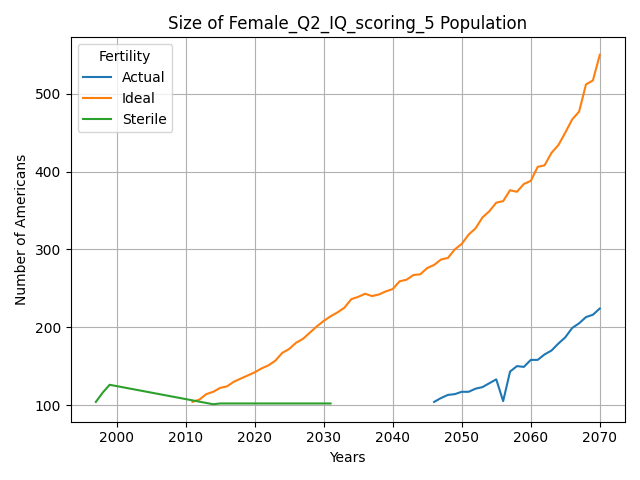 Size of Female_Q2_IQ_scoring_5 Population
Fertility
Actual
Ideal
Sterile
Number of Americans
500
400
300
200
100
2000 2010 2020 2030 2040 2050 2060 2070
Years